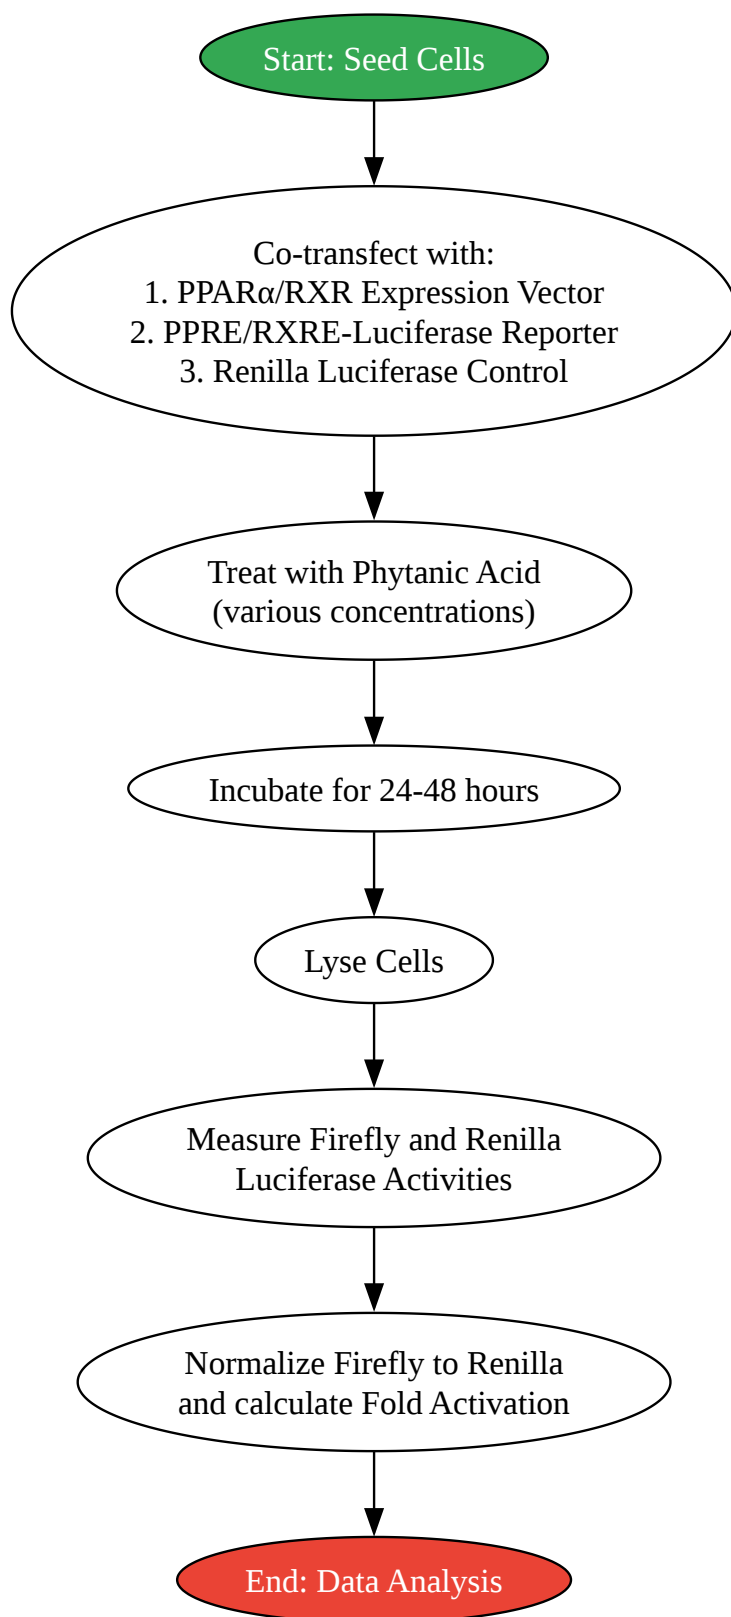 Start: Seed Cells
Co-transfect with:
1. PPARα/RXR Expression Vector
2. PPRE/RXRE-Luciferase Reporter
3. Renilla Luciferase Control
Treat with Phytanic Acid
(various concentrations)
Incubate for 24-48 hours
Lyse Cells
Measure Firefly and Renilla
Luciferase Activities
Normalize Firefly to Renilla
and calculate Fold Activation
End: Data Analysis